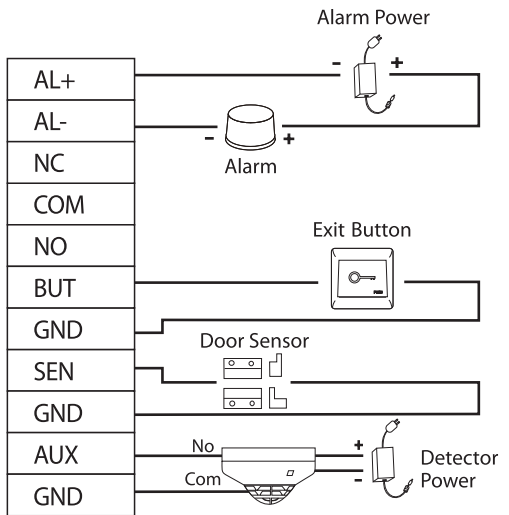 Alarm Power
- +
AL+
AL-
- +
NC
Alarm
COM
NO
Exit Button
BUT
GND
Door Sensor
SEN
GND
AUX
No
+
Detector
Power
Com
-
GND